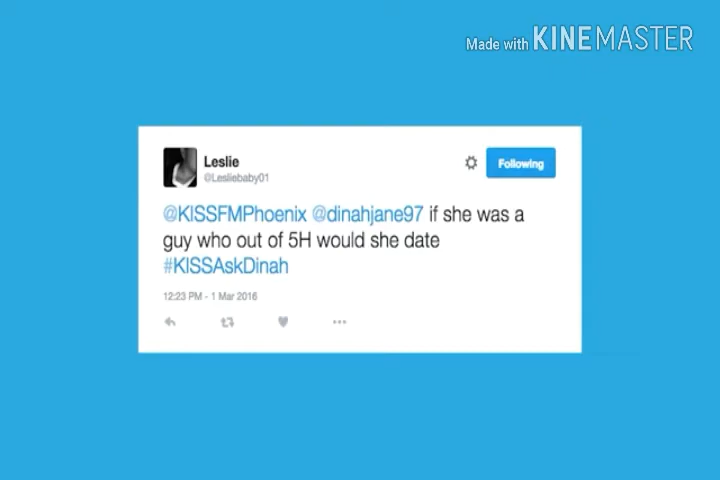 Made with KINEMASTER
Leslie
@Lesliebaby01
Following
@KISSFMPhoenix @dinahjane97 if she was a
guy who out of 5H would she date
#KISSAskDinah
12:23 PM - 1 Mar 2016